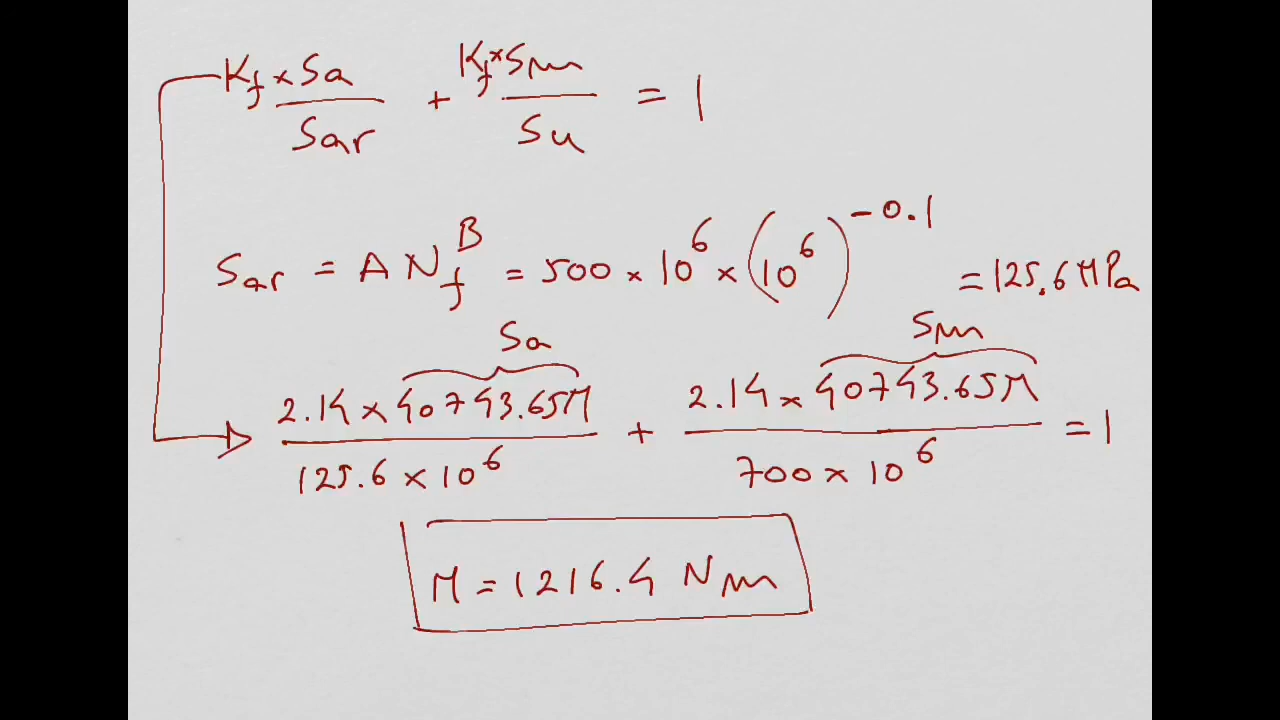 Kf × Sa / Sar + Kf × Sm / Su = 1
Sar = A Nf^B = 500 × 10^6 × (10^6)^-0.1 = 125.6 MPa
Sa Sm
2.14 × 40743.65M / 125.6 × 10^6 + 2.14 × 40743.65M / 700 × 10^6 = 1
M = 1216.4 Nm